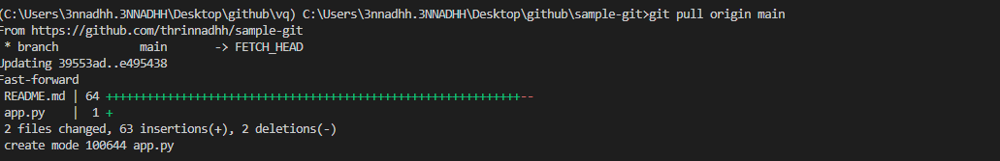 (C:\Users\3nnadhh.3NNADHH\Desktop\github\vq) C:\Users\3nnadhh.3NNADHH\Desktop\github\sample-git>git pull origin main
From https://github.com/thrinnadhh/sample-git
 * branch            main       -> FETCH_HEAD
Updating 39553ad..e495438
Fast-forward
 README.md | 64 ++++++++++++++++++++++++++++++++++++++++++++++++++++++++++++++--
 app.py    |  1 +
 2 files changed, 63 insertions(+), 2 deletions(-)
 create mode 100644 app.py